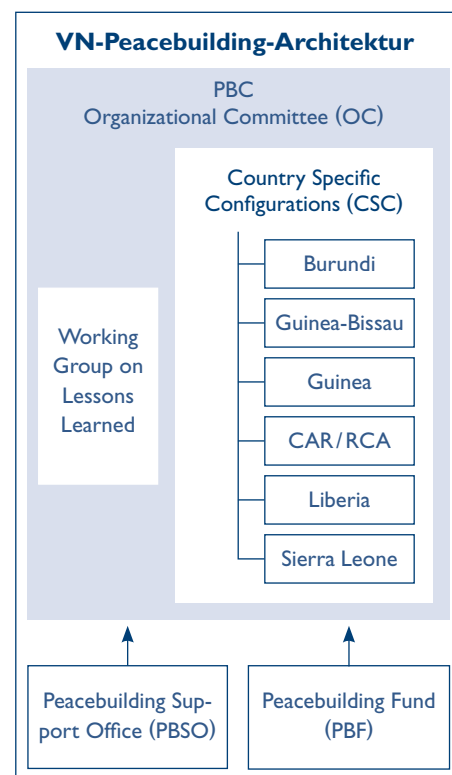 VN-Peacebuilding-Architektur
PBC
Organizational Committee (OC)
Country Specific
Configurations (CSC)
Burundi
Guinea-Bissau
Guinea
CAR/RCA
Liberia
Sierra Leone
Working
Group on
Lessons
Learned
Peacebuilding Sup-
port Office (PBSO)
Peacebuilding Fund
(PBF)